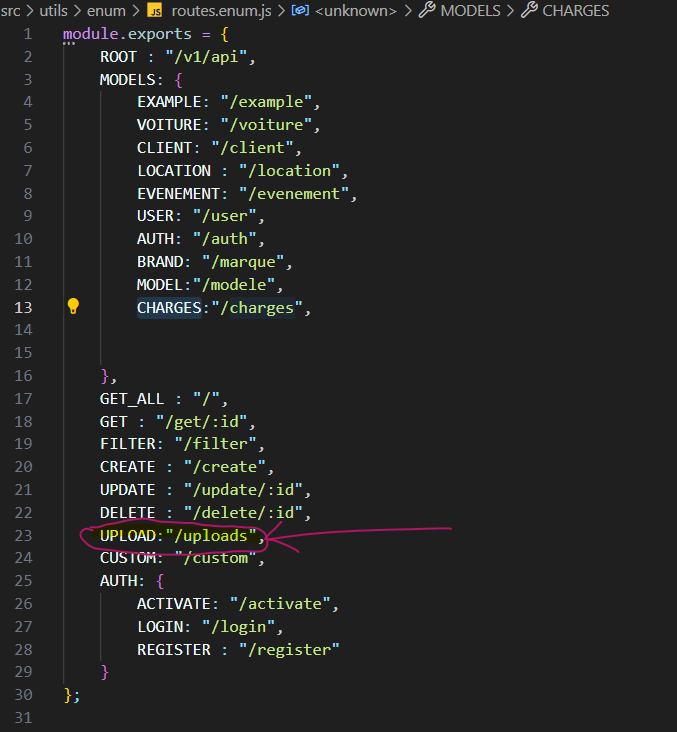 src > utils > enum > JS routes.enum.js > <unknown> > MODELS > CHARGES
1 module.exports = {
2 ROOT : "/v1/api",
3 MODELS: {
4 EXAMPLE: "/example",
5 VOITURE: "/voiture",
6 CLIENT: "/client",
7 LOCATION : "/location",
8 EVENEMENT: "/evenement",
9 USER: "/user",
10 AUTH: "/auth",
11 BRAND: "/marque",
12 MODEL:"/modele",
13 CHARGES:"/charges",
14
15
16 },
17 GET_ALL : "/",
18 GET : "/get/:id",
19 FILTER: "/filter",
20 CREATE : "/create",
21 UPDATE : "/update/:id",
22 DELETE : "/delete/:id",
23 UPLOAD:"/uploads",
24 CUSTOM: "/custom",
25 AUTH: {
26 ACTIVATE: "/activate",
27 LOGIN: "/login",
28 REGISTER : "/register"
29 }
30 };
31